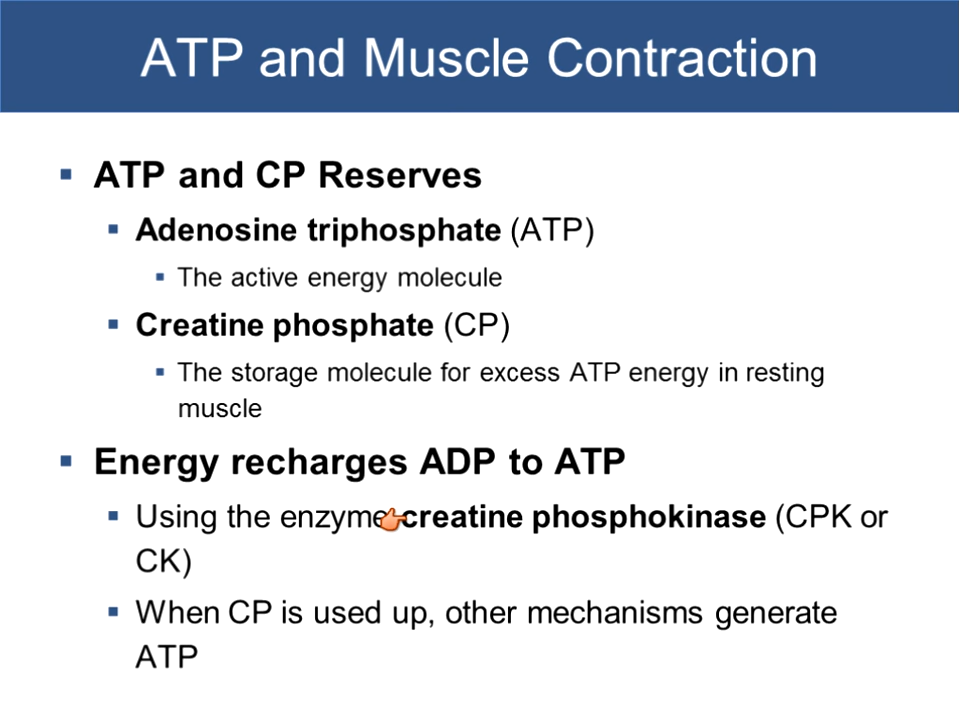 ATP and Muscle Contraction
ATP and CP Reserves
Adenosine triphosphate (ATP)
The active energy molecule
Creatine phosphate (CP)
The storage molecule for excess ATP energy in resting
muscle
Energy recharges ADP to ATP
Using the enzyme creatine phosphokinase (CPK or
CK)
When CP is used up, other mechanisms generate
ATP